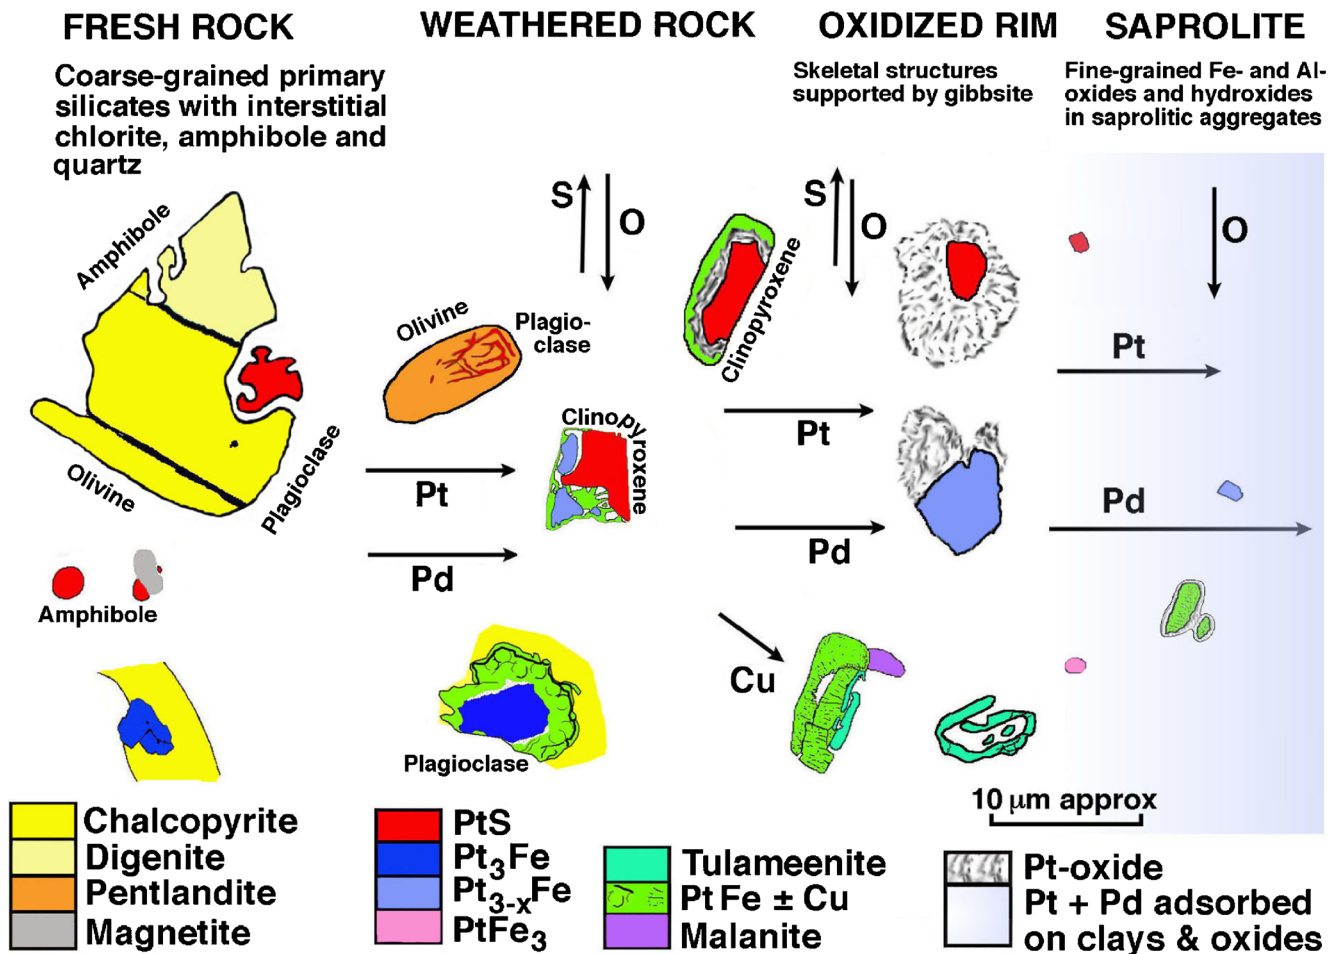 FRESH ROCK
WEATHERED ROCK
OXIDIZED RIM
SAPROLITE
Coarse-grained primary
silicates with interstitial
chlorite, amphibole and
quartz
Skeletal structures
supported by gibbsite
Fine-grained Fe- and Al-
oxides and hydroxides
in saprolitic aggregates
Amphibole
Olivine
Plagioclase
Amphibole
S
O
Olivine
Plagio-
clase
Clinopyroxene
Clinopyroxene
Pt
Pd
Plagioclase
S
O
Pt
Pd
Cu
O
Pt
Pd
10 µm approx
Chalcopyrite
Digenite
Pentlandite
Magnetite
PtS
Pt₃Fe
Pt₃₋ₓFe
PtFe₃
Tulameenite
PtFe ± Cu
Malanite
Pt-oxide
Pt + Pd adsorbed
on clays & oxides